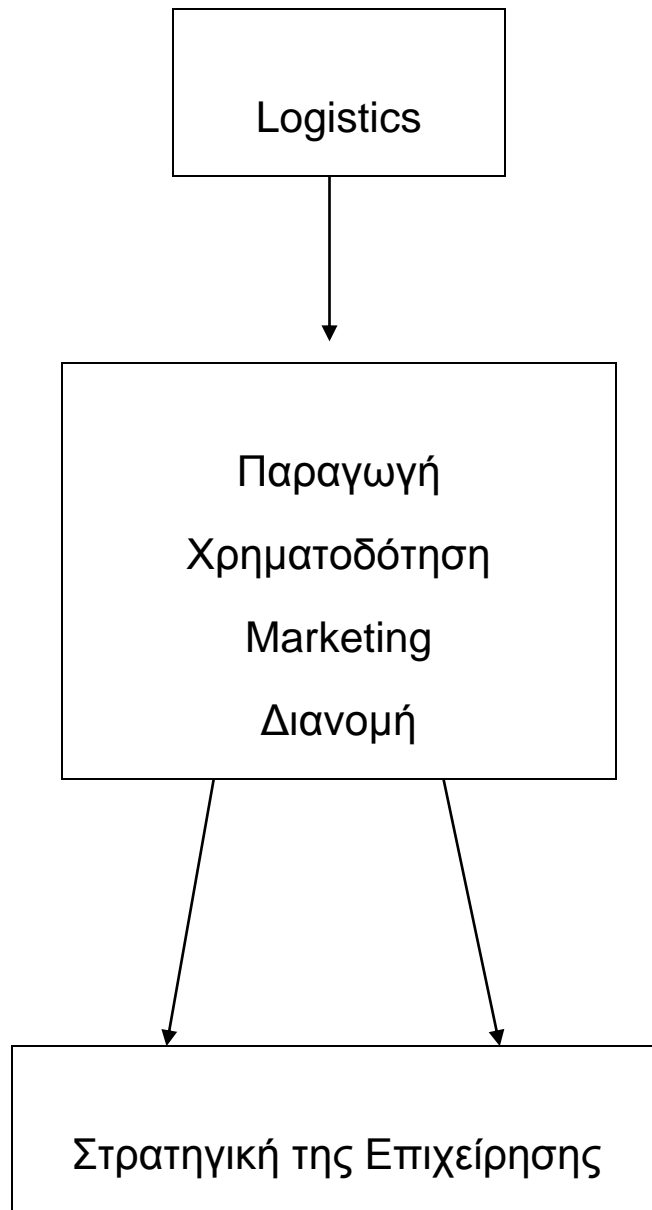 Logistics
Παραγωγή
Χρηματοδότηση
Marketing
Διανομή
Στρατηγική της Επιχείρησης